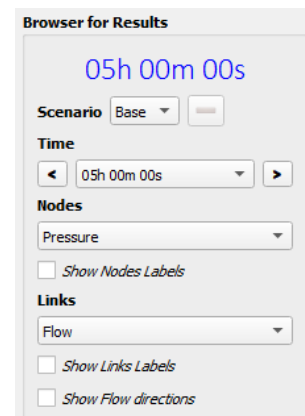 Browser for Results
05h 00m 00s
Scenario Base
Time
< 05h 00m 00s >
Nodes
Pressure
Show Nodes Labels
Links
Flow
Show Links Labels
Show Flow directions